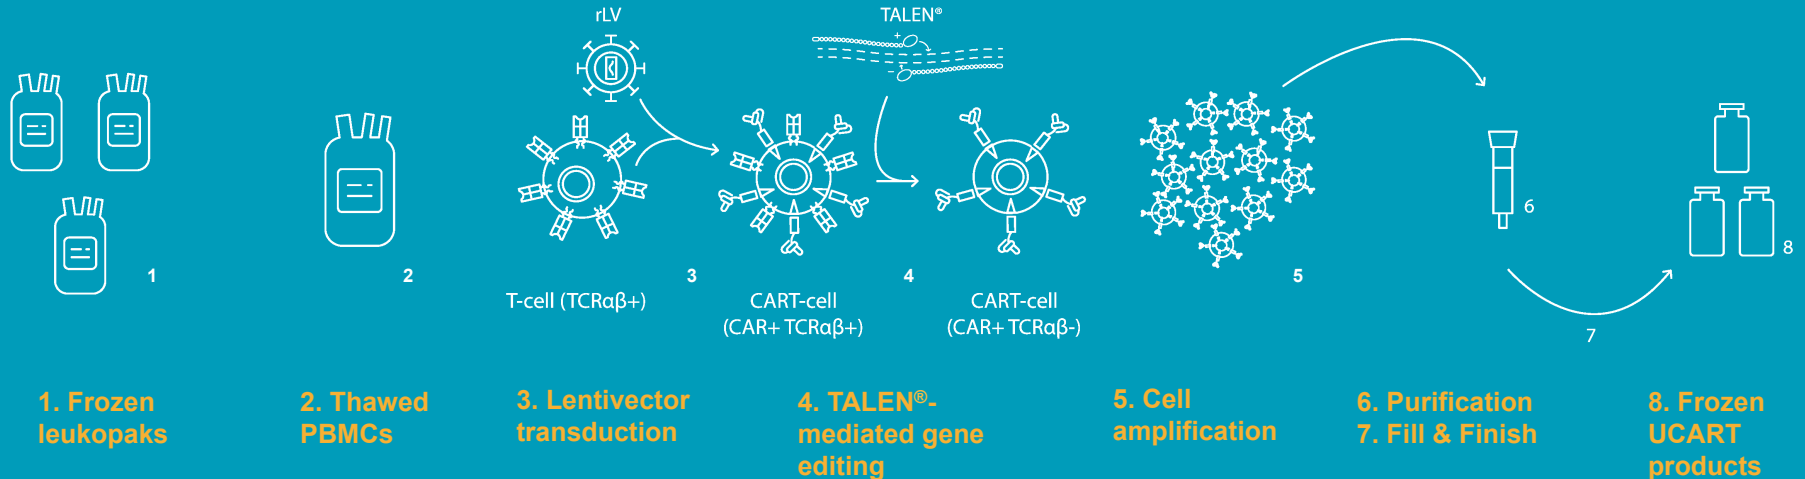 rLV
TALEN®
1
2
3
4
5
6
7
8
T-cell (TCRαβ+)
CART-cell
(CAR+ TCRαβ+)
CART-cell
(CAR+ TCRαβ-)
1. Frozen
leukopaks
2. Thawed
PBMCs
3. Lentivector
transduction
4. TALEN®-
mediated gene
editing
5. Cell
amplification
6. Purification
7. Fill & Finish
8. Frozen
UCART
products